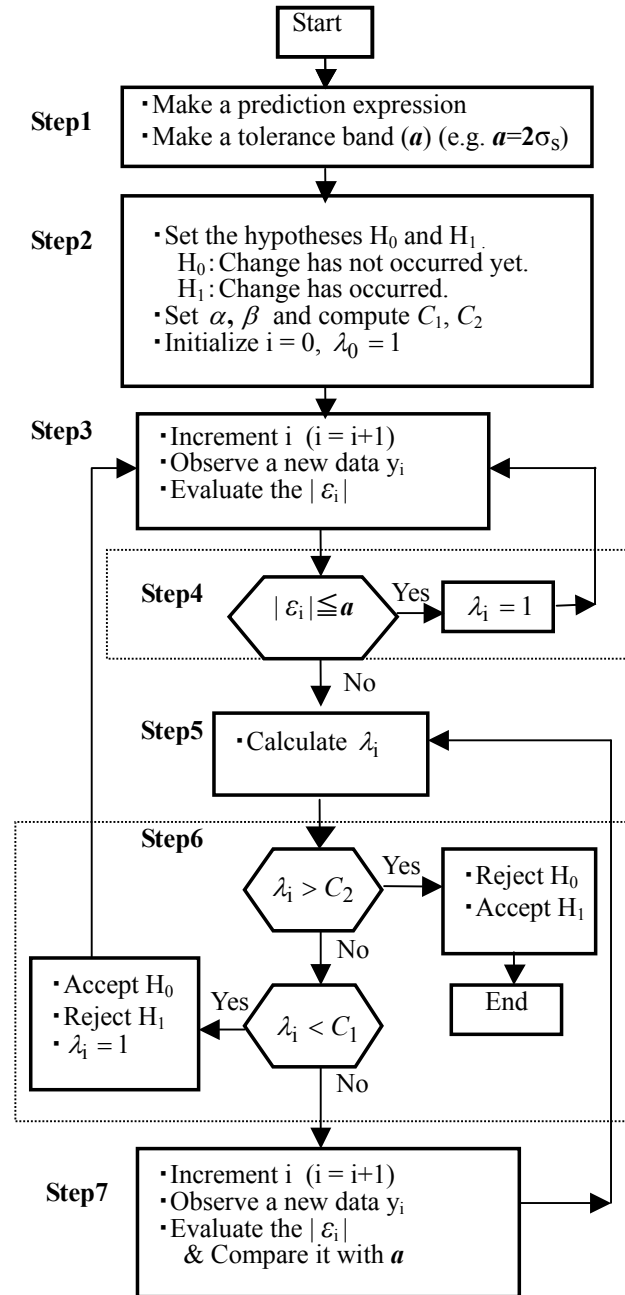 Start
Step1
・Make a prediction expression
・Make a tolerance band (a) (e.g. a=2σs)
Step2
・Set the hypotheses H0 and H1 .
H0 : Change has not occurred yet.
H1 : Change has occurred.
・Set α, β and compute C1, C2
・Initialize i = 0, λ0 = 1
Step3
・Increment i (i = i+1)
・Observe a new data yi
・Evaluate the | εi |
Step4
| εi |≦a
Yes
λi = 1
No
Step5
・Calculate λi
Step6
λi > C2
Yes
・Reject H0
・Accept H1
End
No
λi < C1
Yes
・Accept H0
・Reject H1
・ λi = 1
No
Step7
・Increment i (i = i+1)
・Observe a new data yi
・Evaluate the | εi |
& Compare it with a